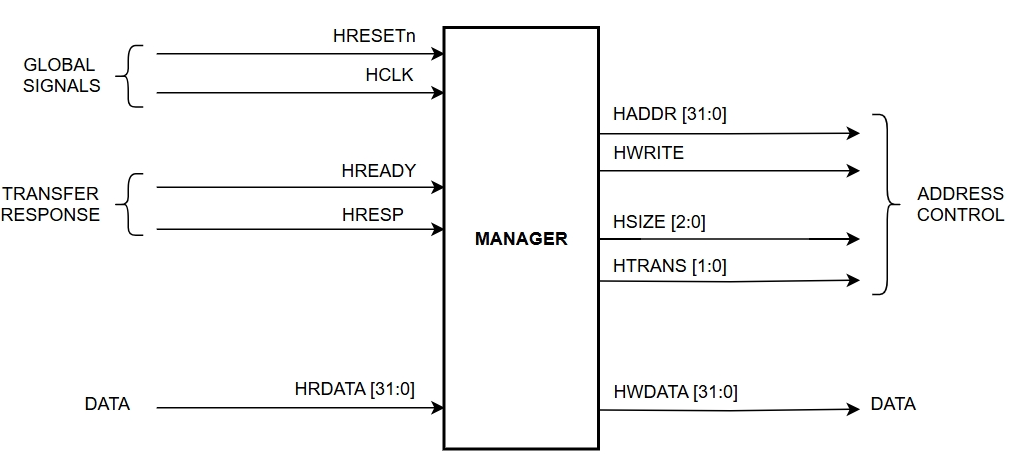 HRESETn
GLOBAL
SIGNALS
HCLK
HREADY
TRANSFER
RESPONSE
HRESP
HRDATA [31:0]
DATA
MANAGER
HADDR [31:0]
HWRITE
HSIZE [2:0]
HTRANS [1:0]
ADDRESS
CONTROL
HWDATA [31:0]
DATA